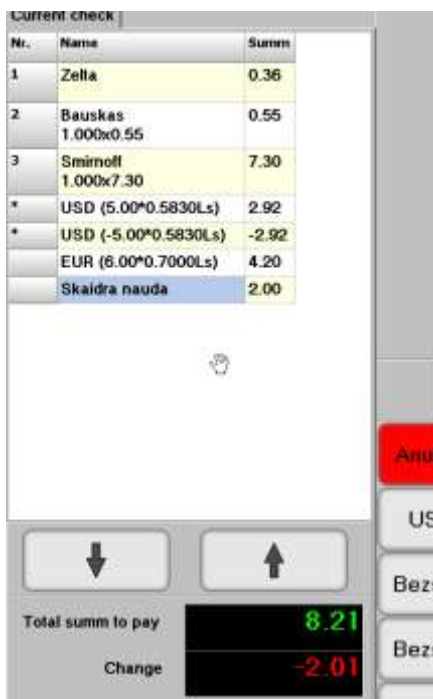 Current check
Nr. Name Summ
1 Zelta 0.36
2 Bauskas 0.55
1.000x0.55
3 Smirnoff 7.30
1.000x7.30
* USD (5.00*0.5830Ls) 2.92
* USD (-5.00*0.5830Ls) -2.92
EUR (6.00*0.7000Ls) 4.20
Skaidra nauda 2.00
Total summ to pay 8.21
Change -2.01